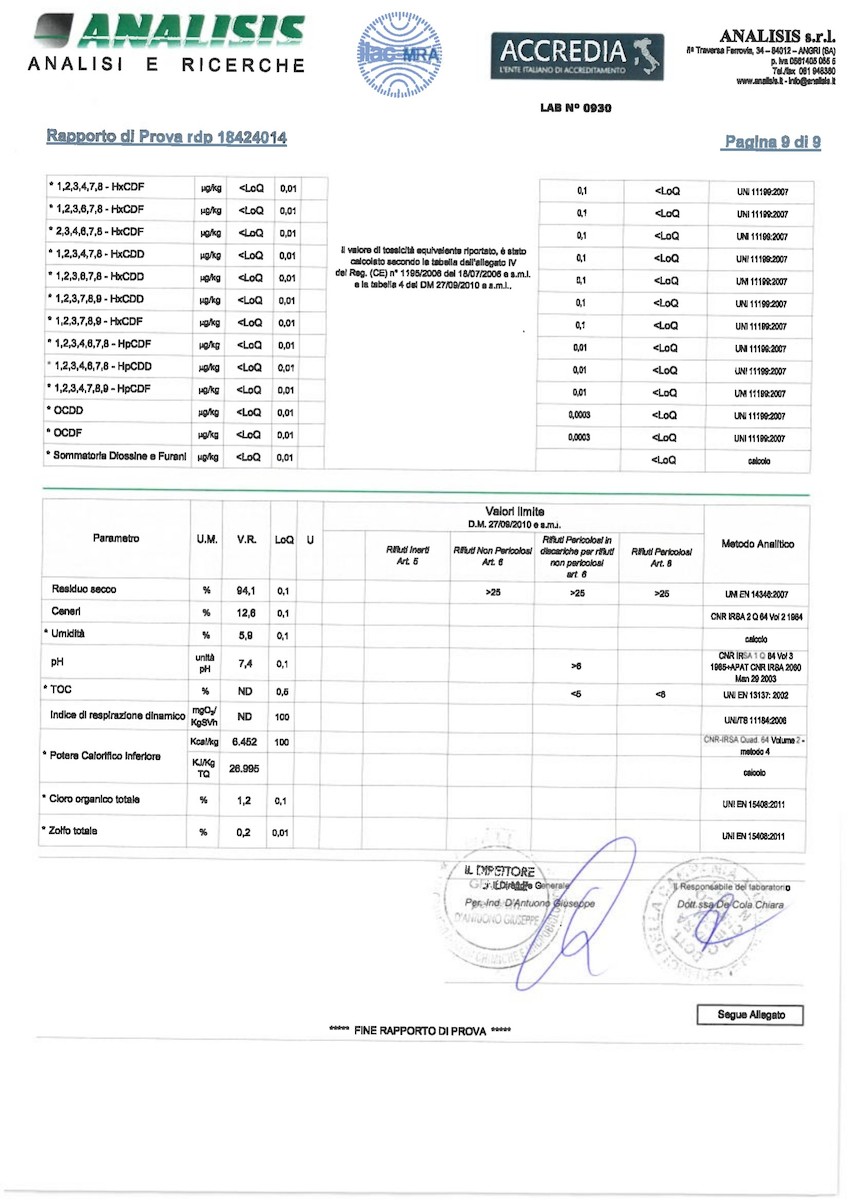 ANALISIS
ANALISI E RICERCHE
ilac-MRA
ACCREDIA
L'ENTE ITALIANO DI ACCREDITAMENTO
LAB N° 0930
ANALISIS s.r.l.
IIª Traversa Ferrovia, 34 – 84012 – ANGRI (SA)
Tel./fax 081 946380
www.analisis.it - info@analisis.it
Rapporto di Prova rdp 18424014
Pagina 9 di 9
* 1,2,3,4,7,8 - HxCDF µg/kg <LoQ 0,01 0,1 <LoQ UNI 11199:2007
* 1,2,3,6,7,8 - HxCDF µg/kg <LoQ 0,01 0,1 <LoQ UNI 11199:2007
* 2,3,4,6,7,8 - HxCDF µg/kg <LoQ 0,01 0,1 <LoQ UNI 11199:2007
* 1,2,3,4,7,8 - HxCDD µg/kg <LoQ 0,01 0,1 <LoQ UNI 11199:2007
* 1,2,3,6,7,8 - HxCDD µg/kg <LoQ 0,01 0,1 <LoQ UNI 11199:2007
* 1,2,3,7,8,9 - HxCDD µg/kg <LoQ 0,01 0,1 <LoQ UNI 11199:2007
* 1,2,3,7,8,9 - HxCDF µg/kg <LoQ 0,01 0,1 <LoQ UNI 11199:2007
* 1,2,3,4,6,7,8 - HpCDF µg/kg <LoQ 0,01 0,01 <LoQ UNI 11199:2007
* 1,2,3,4,6,7,8 - HpCDD µg/kg <LoQ 0,01 0,01 <LoQ UNI 11199:2007
* 1,2,3,4,7,8,9 - HpCDF µg/kg <LoQ 0,01 0,01 <LoQ UNI 11199:2007
* OCDD µg/kg <LoQ 0,01 0,0003 <LoQ UNI 11199:2007
* OCDF µg/kg <LoQ 0,01 0,0003 <LoQ UNI 11199:2007
* Sommatoria Diossine e Furani µg/kg <LoQ 0,01 <LoQ calcolo
Il valore di tossicità equivalente riportato, è stato
calcolato secondo la tabella dall'allegato IV
del Reg. (CE) n° 1195/2006 del 18/07/2006 e s.m.i.
e la tabella 4 del DM 27/09/2010 e s.m.i..
Parametro U.M. V.R. LoQ U Valori limite Metodo Analitico
D.M. 27/09/2010 e s.m.i.
Rifiuti Inerti Art. 5
Rifiuti Non Pericolosi Art. 6
Rifiuti Pericolosi in discariche per rifiuti non pericolosi art. 6
Rifiuti Pericolosi Art. 8
Residuo secco % 94,1 0,1 >25 >25 >25 UNI EN 14346:2007
Ceneri % 12,6 0,1 CNR IRSA 2 Q 64 Vol 2 1984
* Umidità % 5,9 0,1 calcolo
pH unità pH 7,4 0,1 >6 CNR IRSA 1 Q 64 Vol 3
1985+APAT CNR IRSA 2060
Man 29 2003
* TOC % ND 0,5 <5 <6 UNI EN 13137: 2002
Indice di respirazione dinamico mgO₂/KgSVh ND 100 UNI/TS 11184:2006
* Potere Calorifico Inferiore Kcal/kg 6.452 100 CNR-IRSA Quad. 64 Volume 2 - metodo 4
KJ/Kg TQ 26.995 calcolo
* Cloro organico totale % 1,2 0,1 UNI EN 15408:2011
* Zolfo totale % 0,2 0,01 UNI EN 15408:2011
IL DIRETTORE
Il Direttore Generale
Per. Ind. D'Antuono Giuseppe
D'ANTUONO GIUSEPPE
Il Responsabile del laboratorio
Dott.ssa De Cola Chiara
Segue Allegato
***** FINE RAPPORTO DI PROVA *****